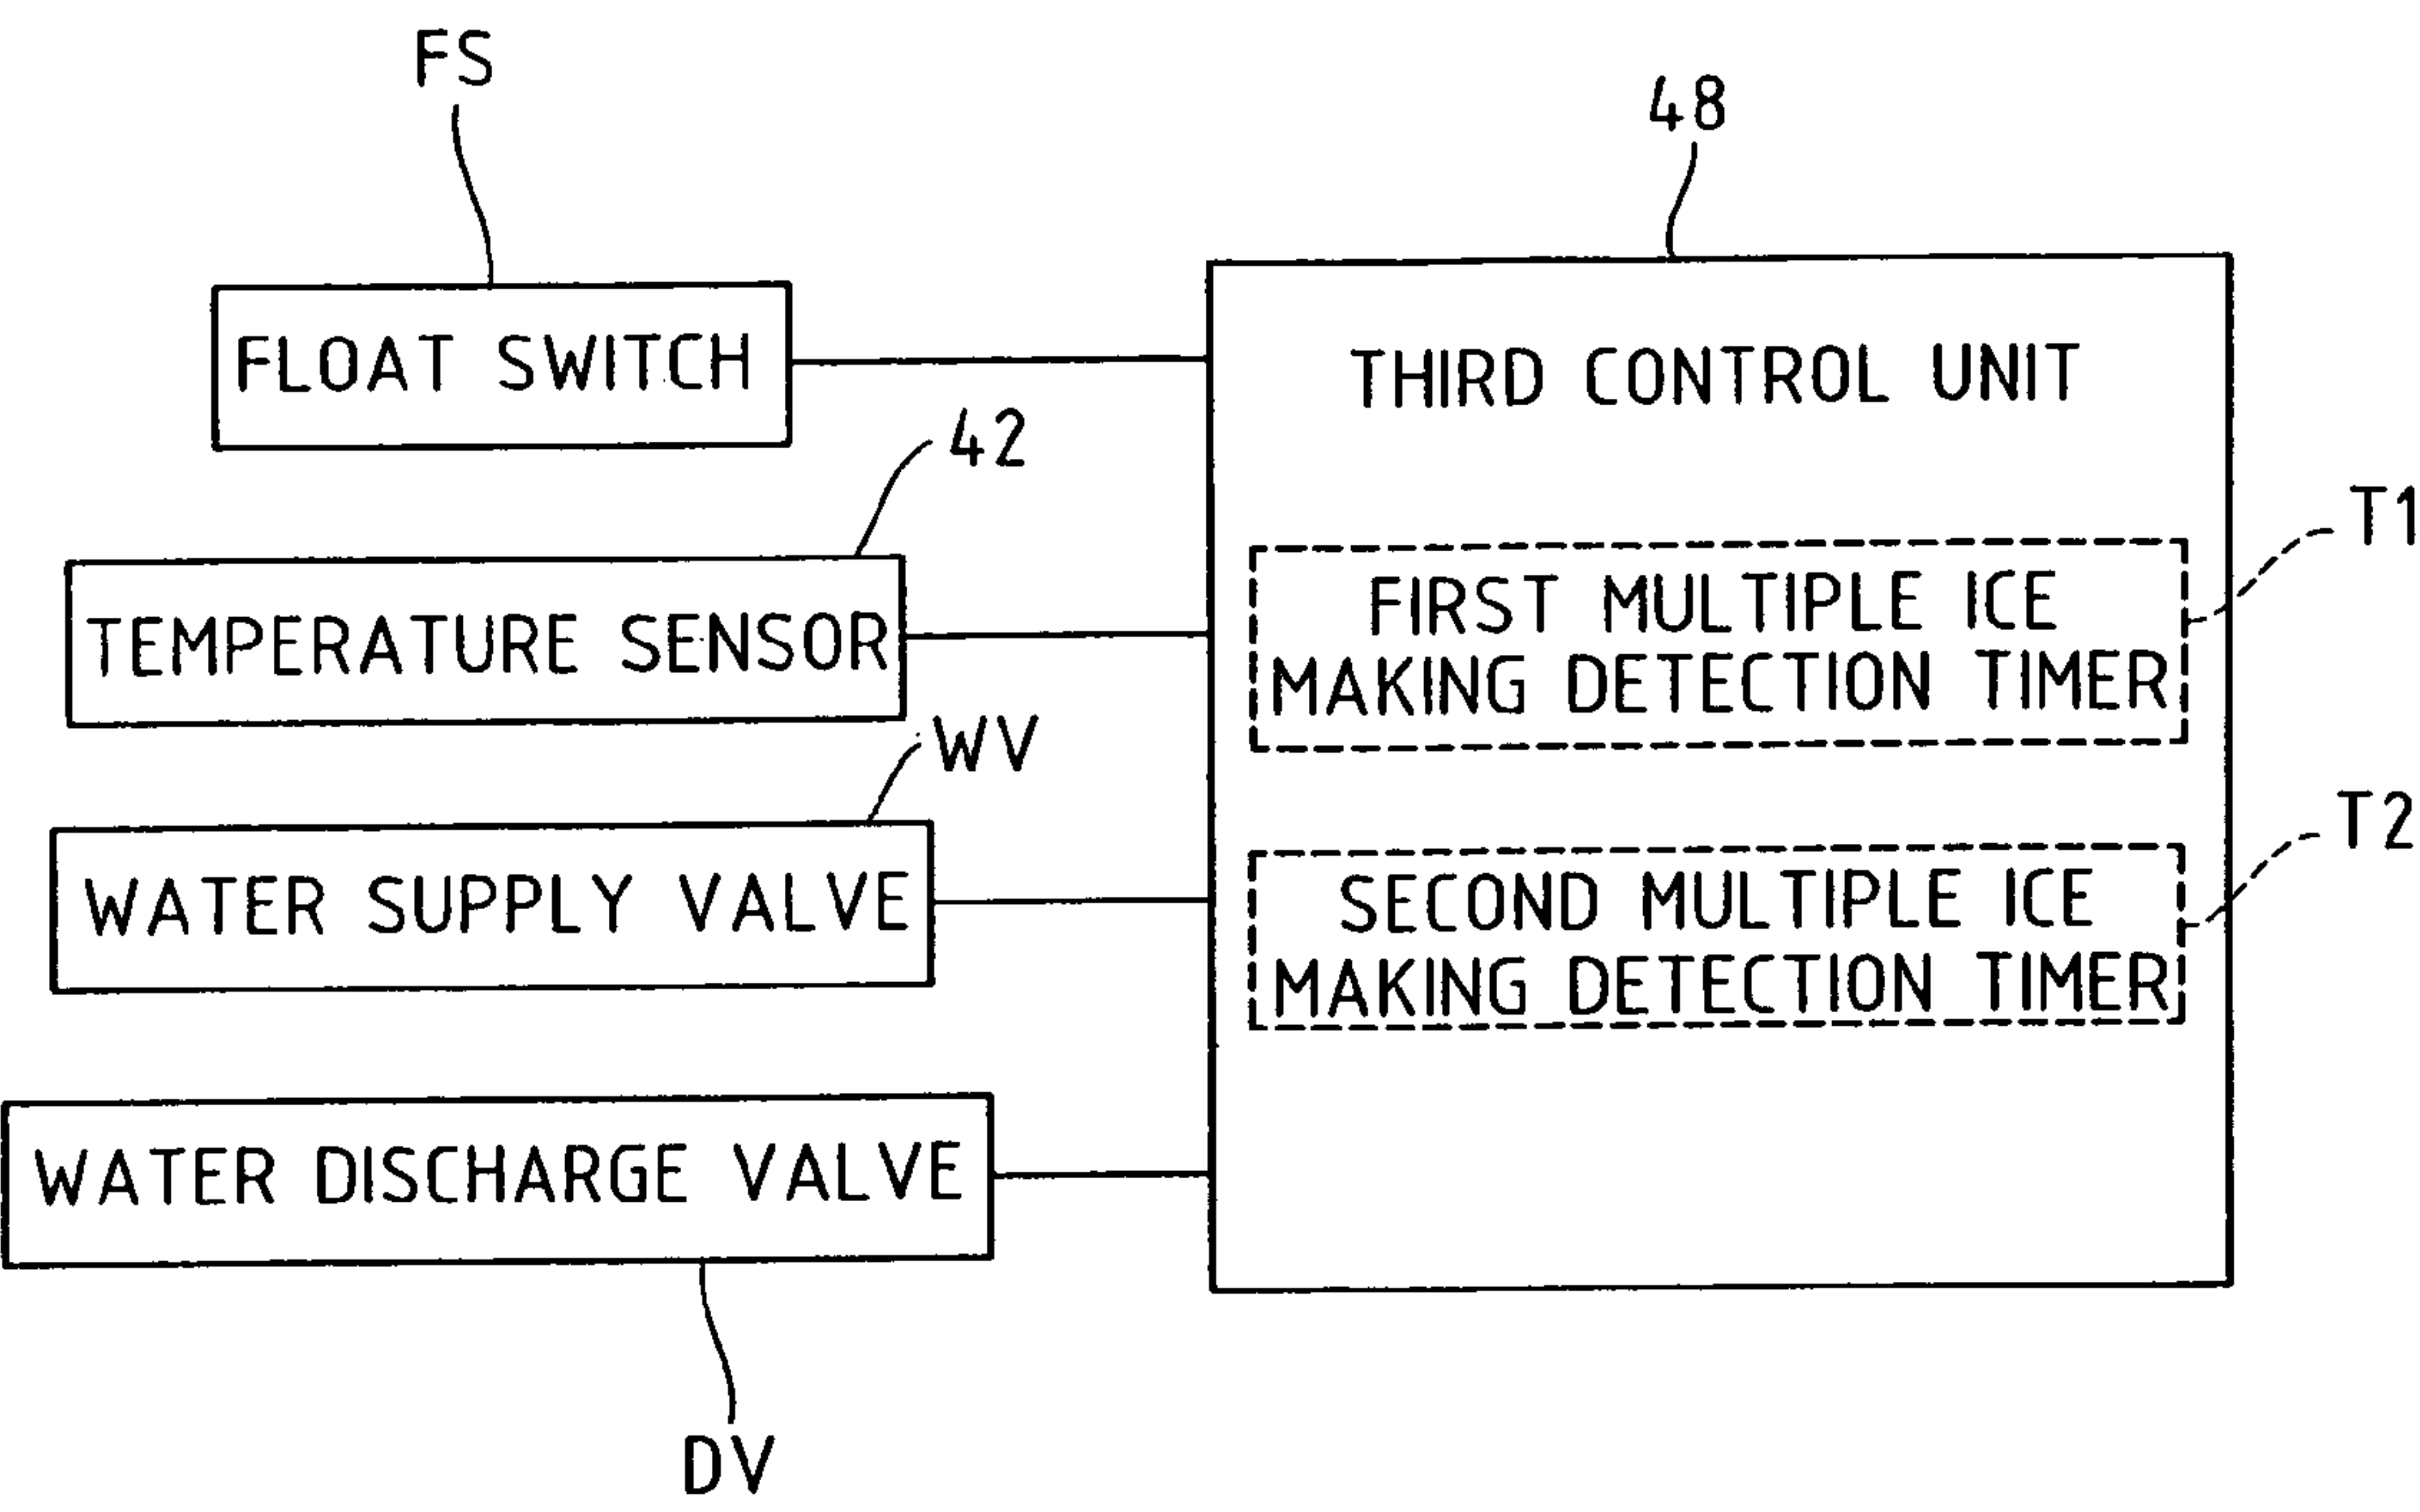 FS
48
FLOAT SWITCH
THIRD CONTROL UNIT
42
T1
FIRST MULTIPLE ICE
MAKING DETECTION TIMER
TEMPERATURE SENSOR
WV
T2
SECOND MULTIPLE ICE
MAKING DETECTION TIMER
WATER SUPPLY VALVE
WATER DISCHARGE VALVE
DV